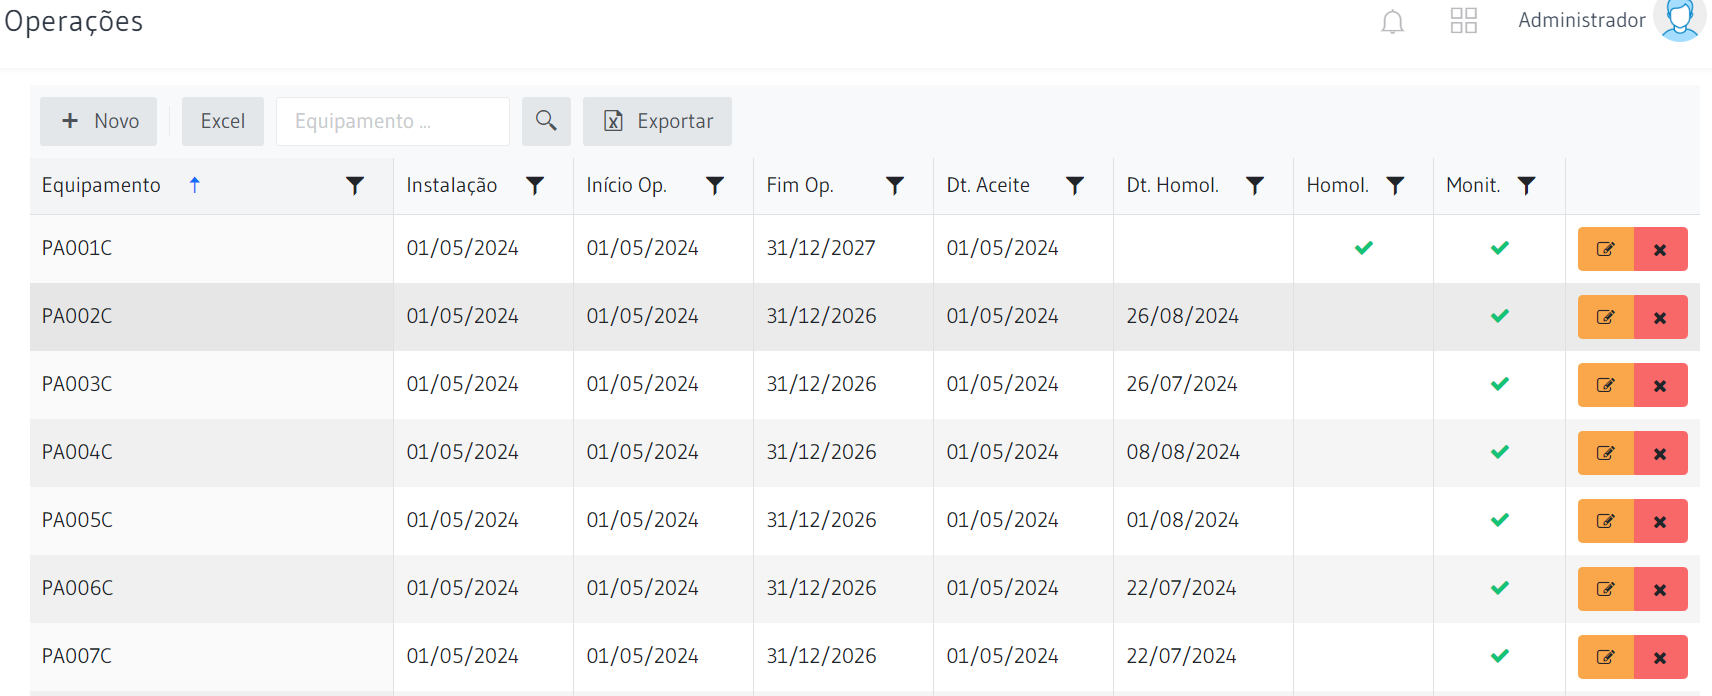 Operações
Administrador
Novo Excel Equipamento ... Exportar
Equipamento Instalação Início Op. Fim Op. Dt. Aceite Dt. Homol. Homol. Monit.
PA001C 01/05/2024 01/05/2024 31/12/2027 01/05/2024
PA002C 01/05/2024 01/05/2024 31/12/2026 01/05/2024 26/08/2024
PA003C 01/05/2024 01/05/2024 31/12/2026 01/05/2024 26/07/2024
PA004C 01/05/2024 01/05/2024 31/12/2026 01/05/2024 08/08/2024
PA005C 01/05/2024 01/05/2024 31/12/2026 01/05/2024 01/08/2024
PA006C 01/05/2024 01/05/2024 31/12/2026 01/05/2024 22/07/2024
PA007C 01/05/2024 01/05/2024 31/12/2026 01/05/2024 22/07/2024